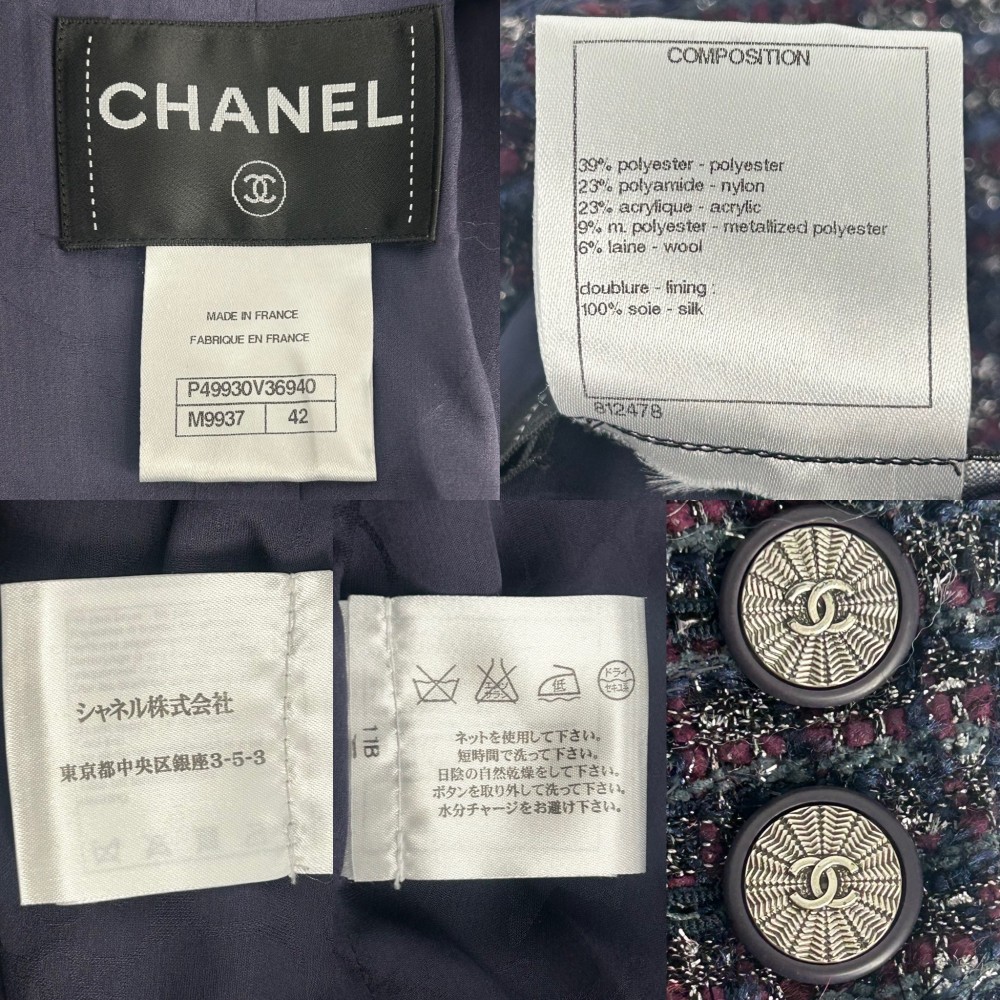 CHANEL
MADE IN FRANCE
FABRIQUE EN FRANCE
P49930V36940
M9937 42
COMPOSITION
39% polyester - polyester
23% polyamide - nylon
23% acrylique - acrylic
9% m. polyester - metallized polyester
6% laine - wool
doublure - lining :
100% soie - silk
812478
シャネル株式会社
東京都中央区銀座3-5-3
11B
低
ドライ
セキユ系
ネットを使用して下さい。
短時間で洗って下さい。
日陰の自然乾燥をして下さい。
ボタンを取り外して洗って下さい。
水分チャージをお避け下さい。